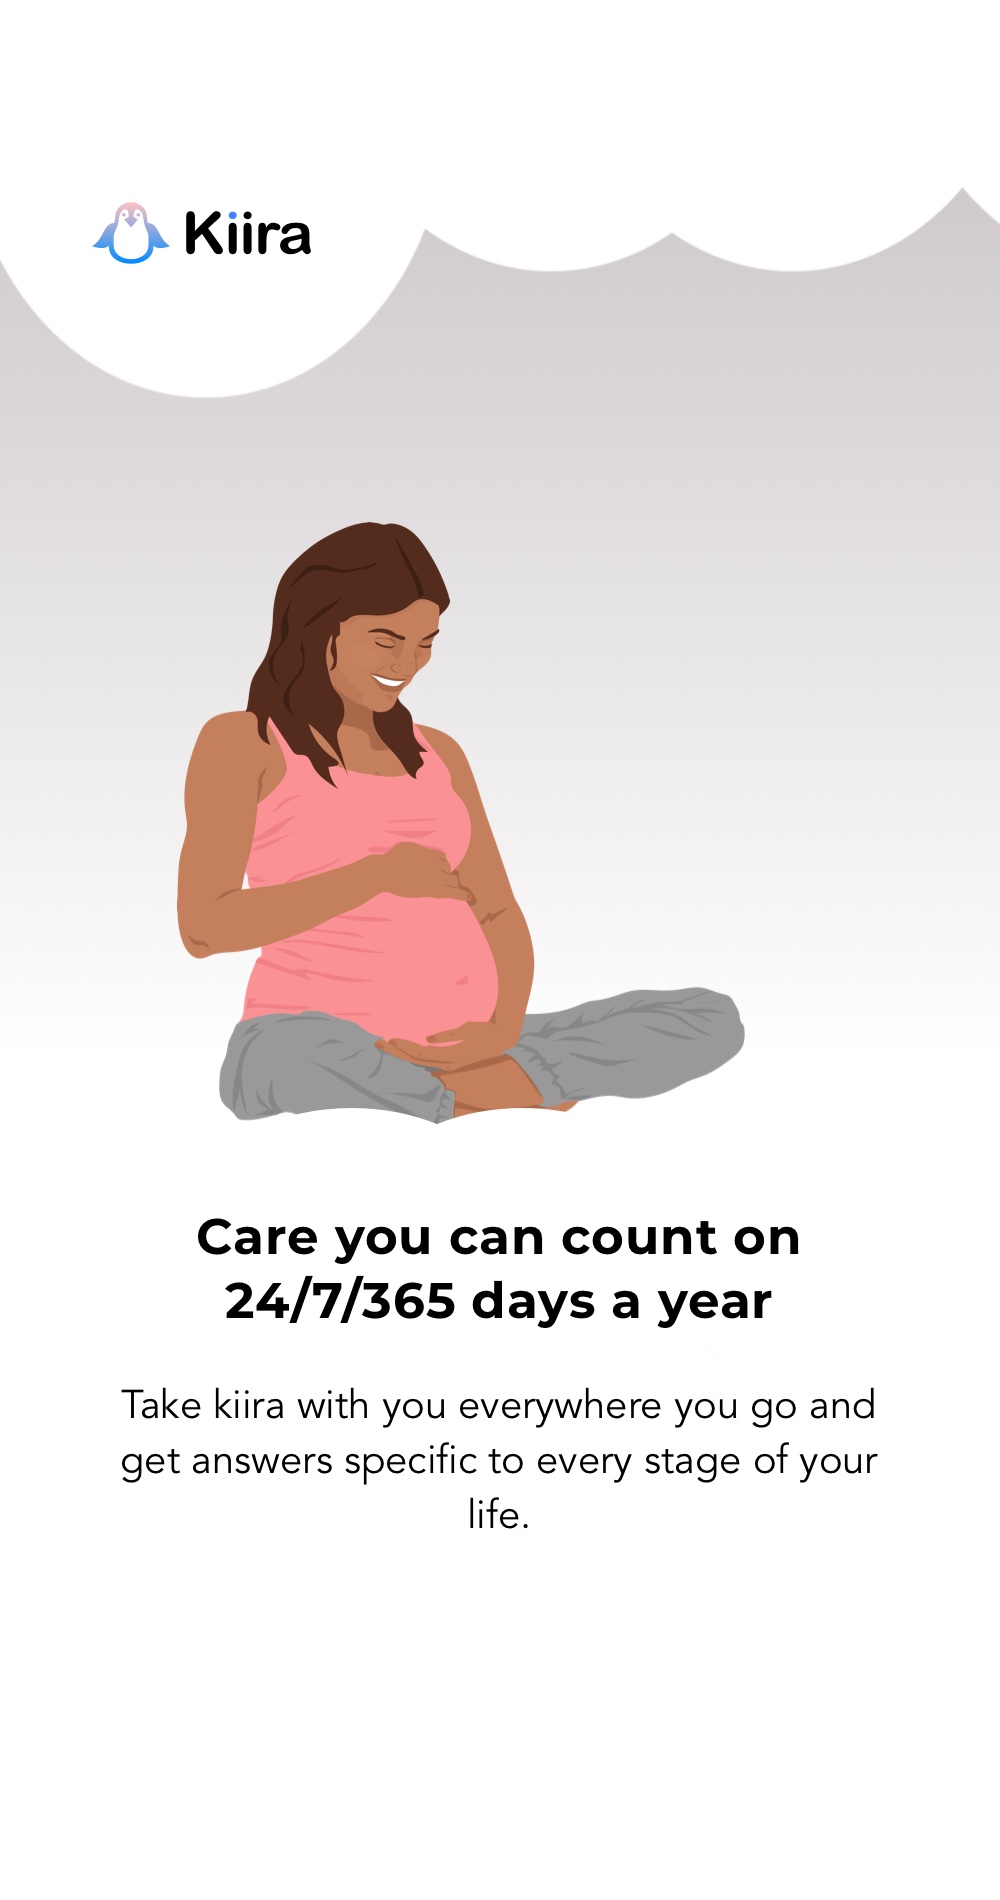 Kiira
Care you can count on
24/7/365 days a year
Take kiira with you everywhere you go and
get answers specific to every stage of your
life.